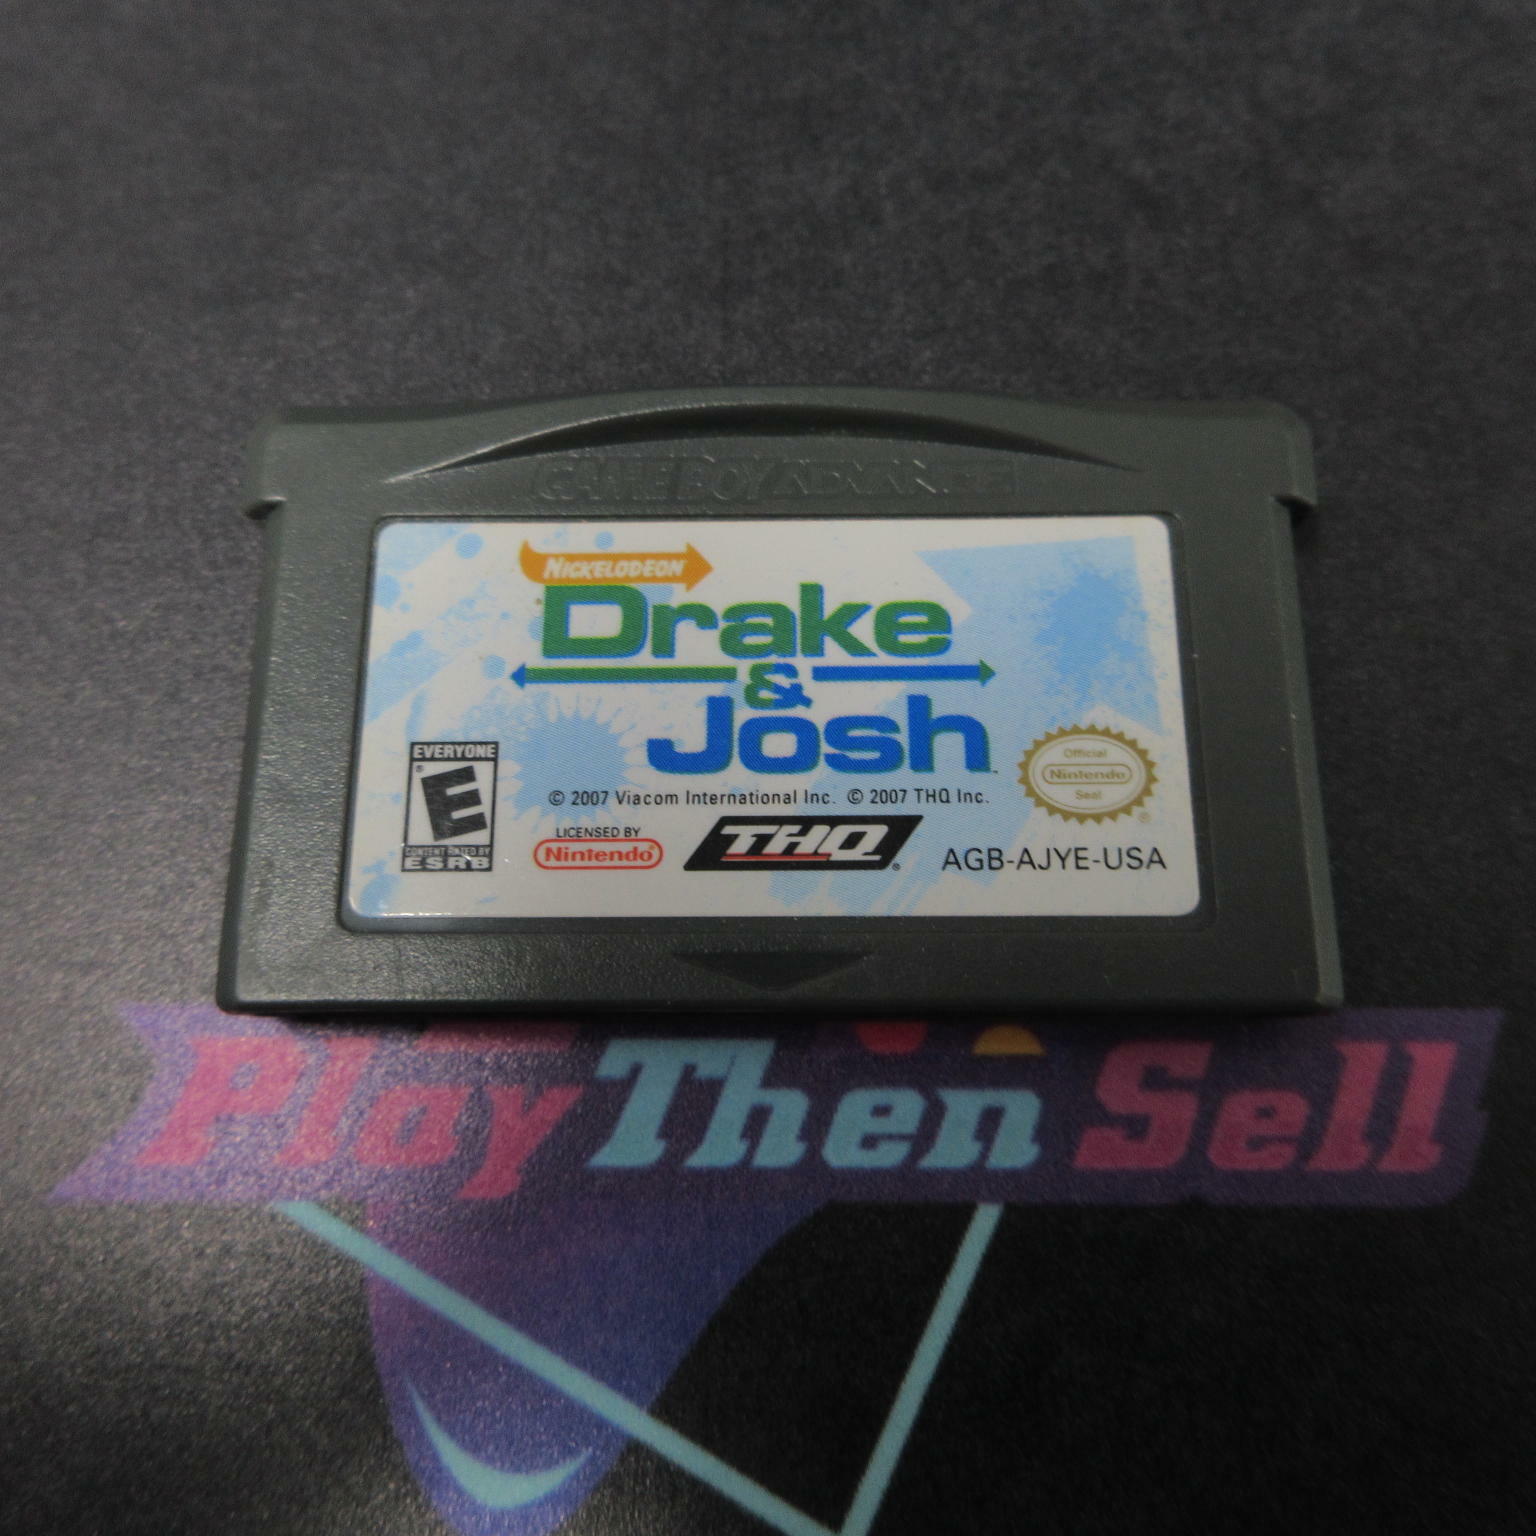 GAME BOY ADVANCE
NICKELODEON
Drake
&
Josh™
EVERYONE
E
CONTENT RATED BY
ESRB
© 2007 Viacom International Inc. © 2007 THQ Inc.
LICENSED BY
Nintendo®
THQ®
Official
Nintendo
Seal
®
AGB-AJYE-USA
Play Then Sell